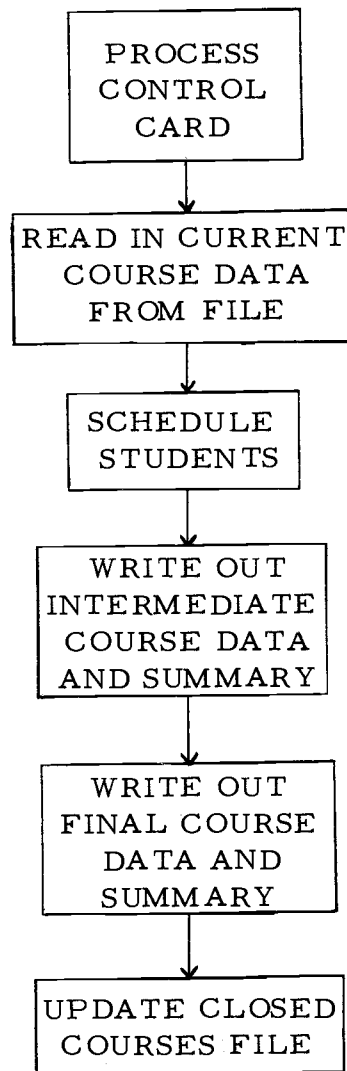 PROCESS
CONTROL
CARD
READ IN CURRENT
COURSE DATA
FROM FILE
SCHEDULE
STUDENTS
WRITE OUT
INTERMEDIATE
COURSE DATA
AND SUMMARY
WRITE OUT
FINAL COURSE
DATA AND
SUMMARY
UPDATE CLOSED
COURSES FILE